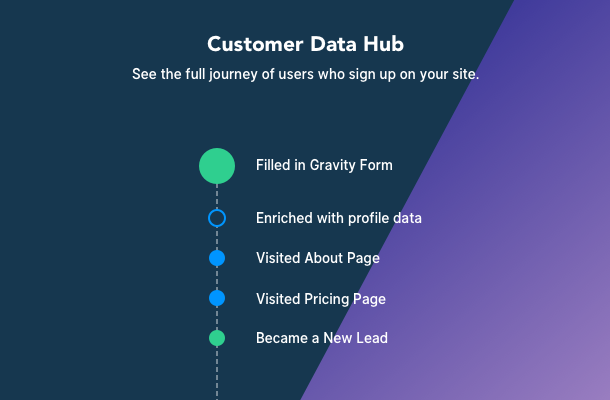 Customer Data Hub
See the full journey of users who sign up on your site.
Filled in Gravity Form
Enriched with profile data
Visited About Page
Visited Pricing Page
Became a New Lead